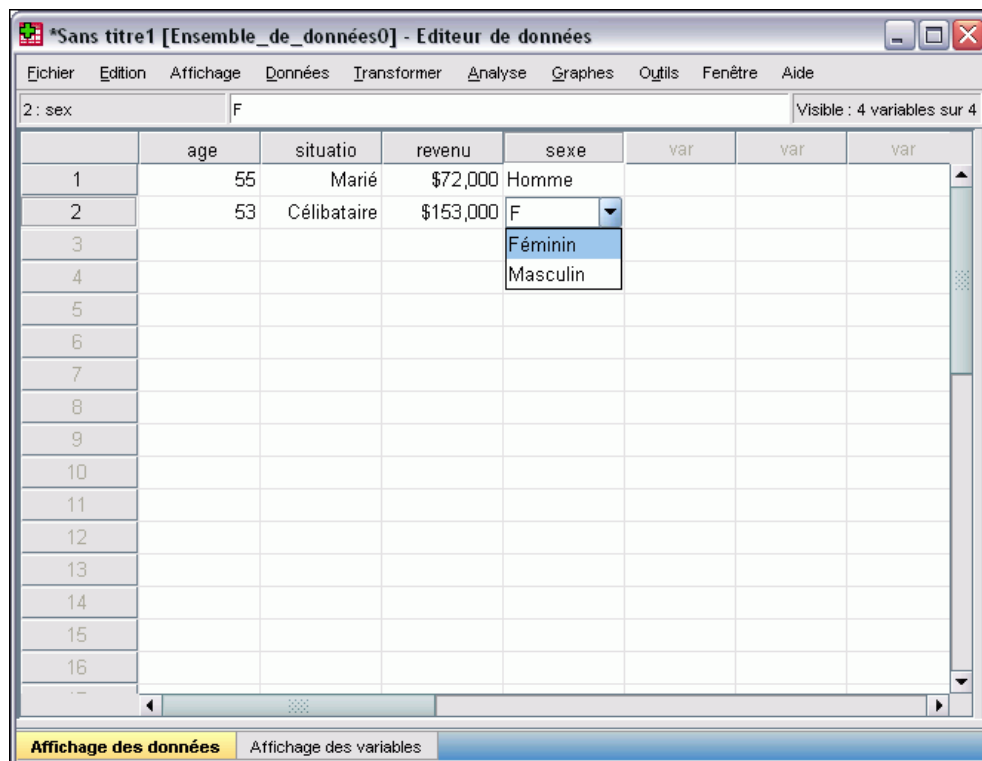 *Sans titre1 [Ensemble_de_données0] - Editeur de données
Fichier Edition Affichage Données Transformer Analyse Graphes Outils Fenêtre Aide
2 : sex F Visible : 4 variables sur 4
age situatio revenu sexe var var var
1 55 Marié $72,000 Homme
2 53 Célibataire $153,000 F
3 Féminin
4 Masculin
5
6
7
8
9
10
11
12
13
14
15
16
Affichage des données Affichage des variables